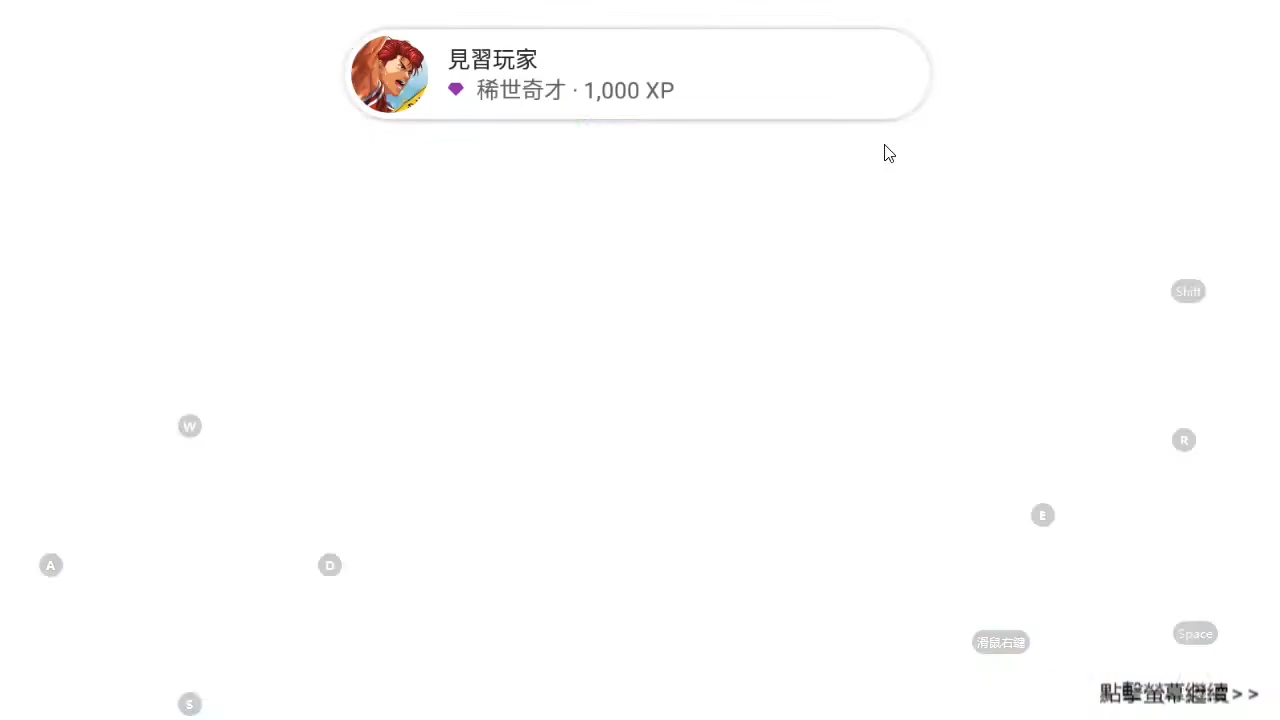 見習玩家
稀世奇才 · 1,000 XP
Shift
W
R
E
A
D
Space
滑鼠右鍵
S
點擊螢幕繼續>>